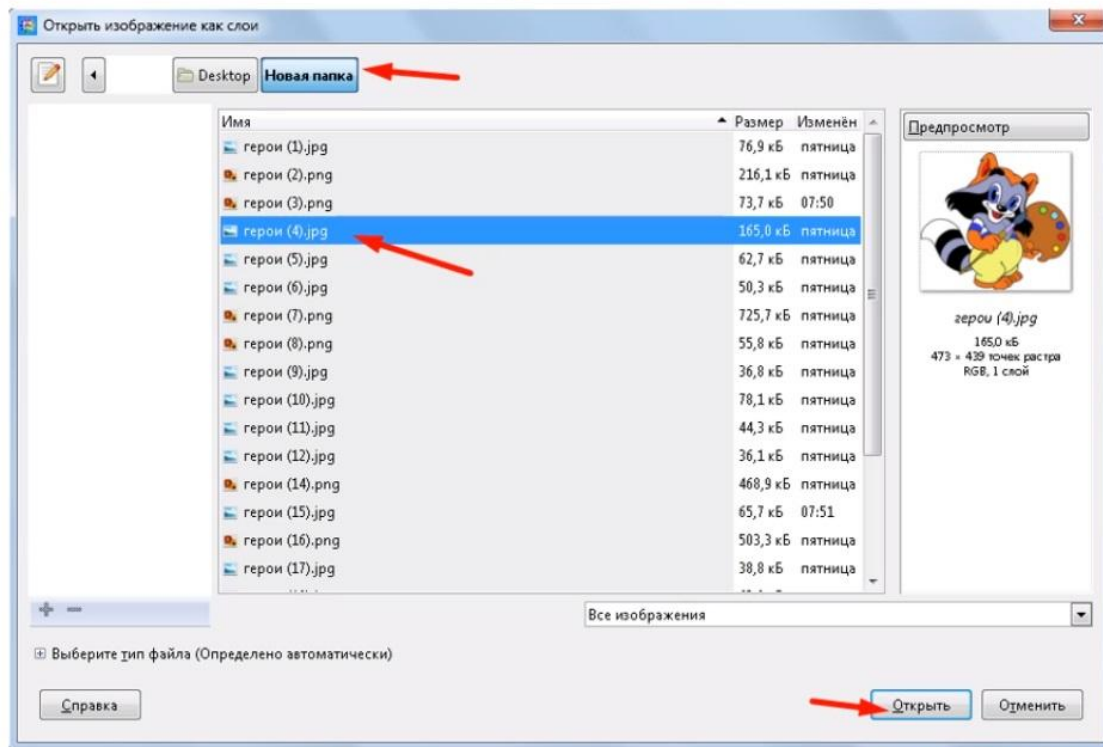 Открыть изображение как слои
Desktop Новая папка
Имя Размер Изменён
герои (1).jpg 76,9 кБ пятница
герои (2).png 216,1 кБ пятница
герои (3).png 73,7 кБ 07:50
герои (4).jpg 165,0 кБ пятница
герои (5).jpg 62,7 кБ пятница
герои (6).jpg 50,3 кБ пятница
герои (7).png 725,7 кБ пятница
герои (8).png 55,8 кБ пятница
герои (9).jpg 36,8 кБ пятница
герои (10).jpg 78,1 кБ пятница
герои (11).jpg 44,3 кБ пятница
герои (12).jpg 36,1 кБ пятница
герои (14).png 468,9 кБ пятница
герои (15).jpg 65,7 кБ 07:51
герои (16).png 503,3 кБ пятница
герои (17).jpg 38,8 кБ пятница
Предпросмотр
герои (4).jpg
165,0 кБ
473 × 439 точек растра
RGB, 1 слой
Все изображения
Выберите тип файла (Определено автоматически)
Справка Открыть Отменить